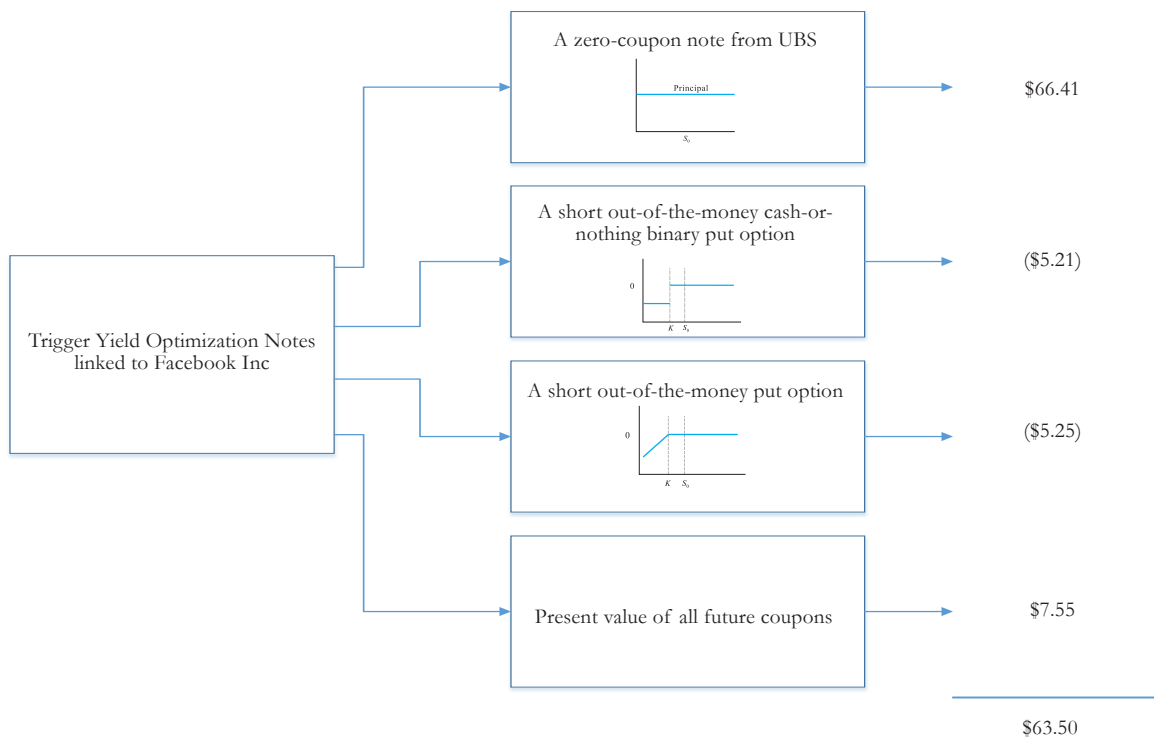 A zero-coupon note from UBS
Principal
S₀
$66.41
A short out-of-the-money cash-or-
nothing binary put option
0
K S₀
($5.21)
Trigger Yield Optimization Notes
linked to Facebook Inc
A short out-of-the-money put option
0
K S₀
($5.25)
Present value of all future coupons
$7.55
$63.50